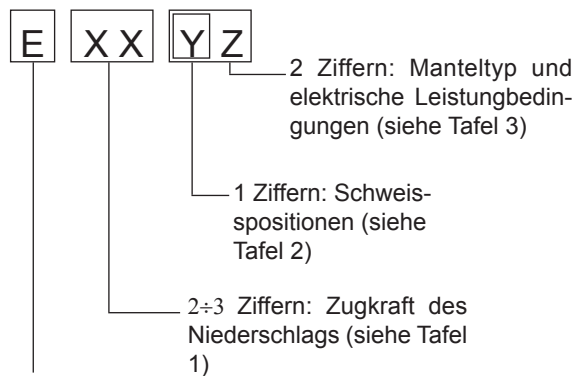 E XX YZ
2 Ziffern: Manteltyp und
elektrische Leistungbedin-
gungen (siehe Tafel 3)
1 Ziffern: Schweis-
spositionen (siehe
Tafel 2)
2÷3 Ziffern: Zugkraft des
Niederschlags (siehe Tafel
1)